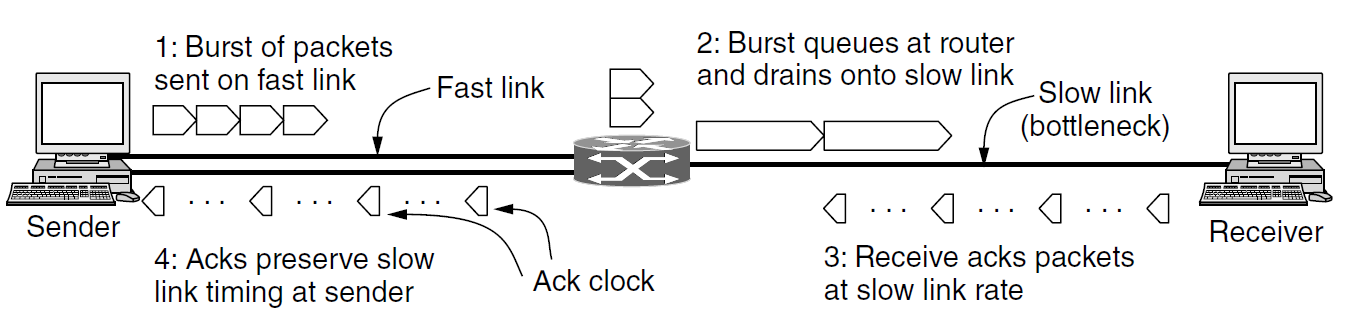 1: Burst of packets
sent on fast link
Fast link
2: Burst queues at router
and drains onto slow link
Slow link
(bottleneck)
Sender
. . .
. . .
. . .
4: Acks preserve slow
link timing at sender
Ack clock
. . .
. . .
. . .
3: Receive acks packets
at slow link rate
Receiver